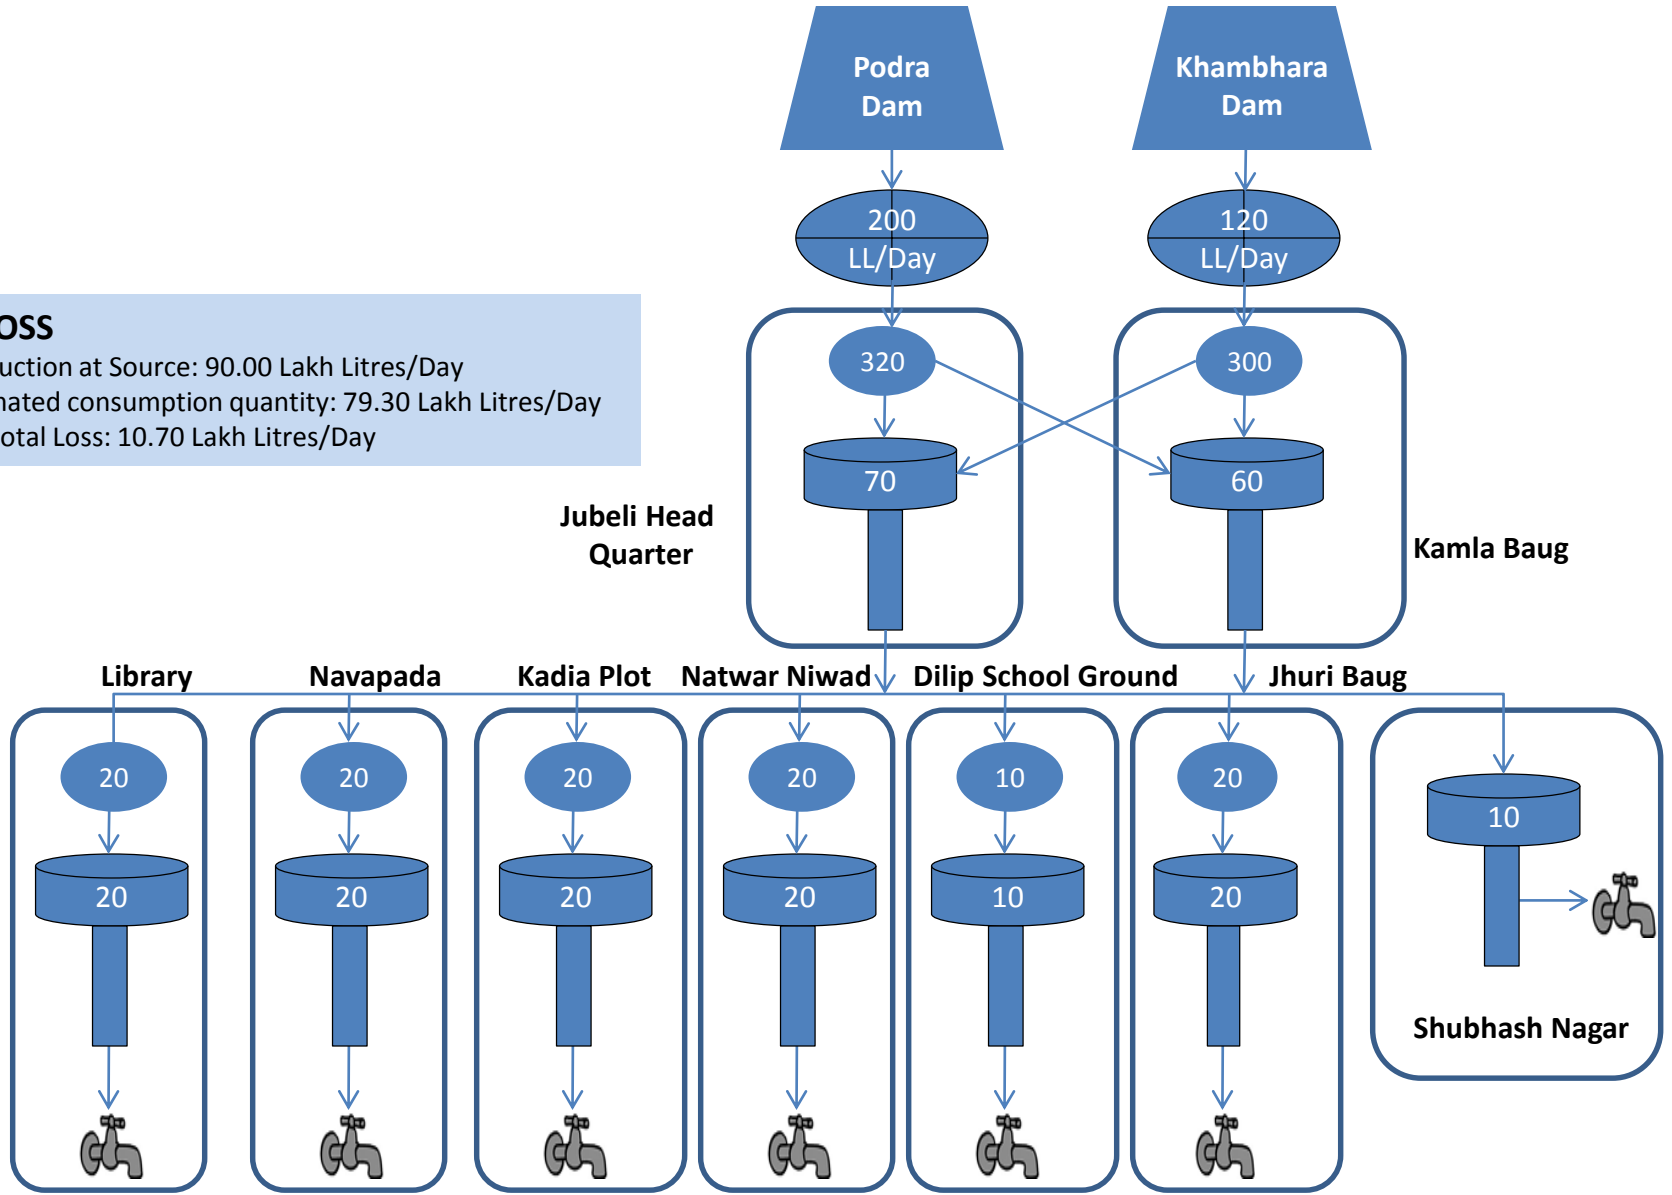 Podra
Dam
Khambhara
Dam
200
LL/Day
120
LL/Day
OSS
uction at Source: 90.00 Lakh Litres/Day
nated consumption quantity: 79.30 Lakh Litres/Day
otal Loss: 10.70 Lakh Litres/Day
320
300
70
60
Jubeli Head
Quarter
Kamla Baug
Library
Navapada
Kadia Plot
Natwar Niwad
Dilip School Ground
Jhuri Baug
20
20
20
20
10
20
10
20
20
20
20
10
20
Shubhash Nagar